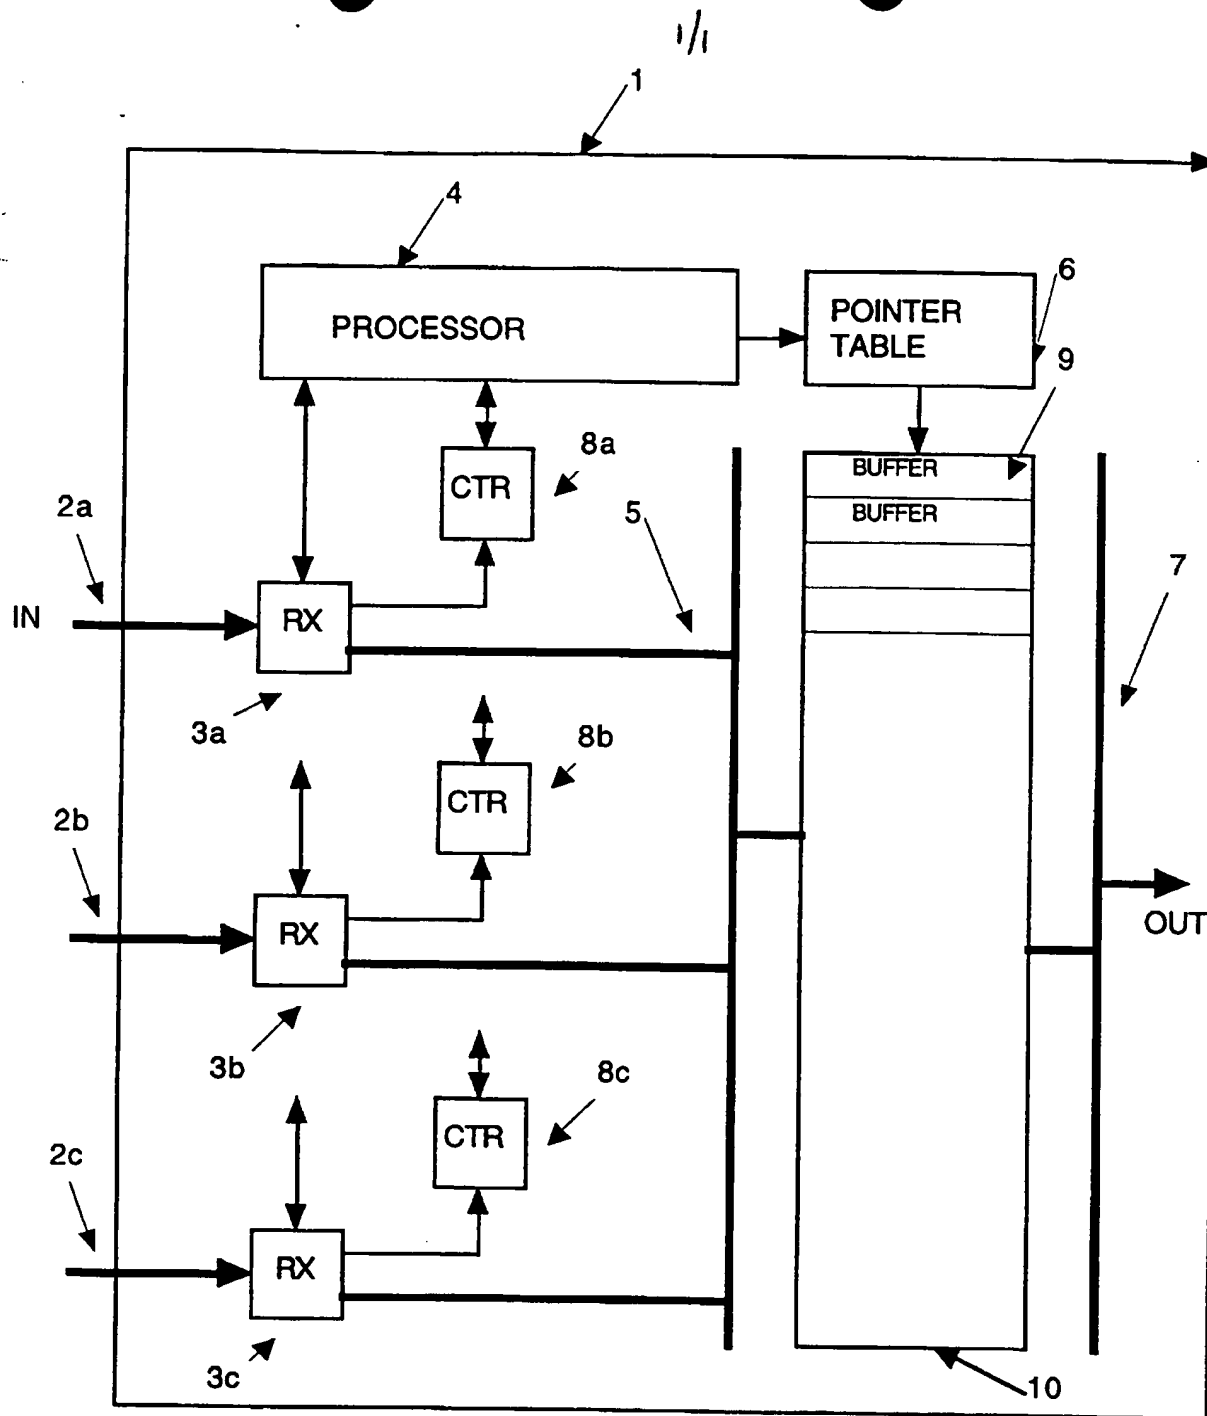 1/1
1
4
PROCESSOR
POINTER
TABLE
6
9
8a
CTR
BUFFER
BUFFER
2a
5
7
IN
RX
3a
8b
CTR
2b
RX
OUT
3b
8c
CTR
2c
RX
3c
10